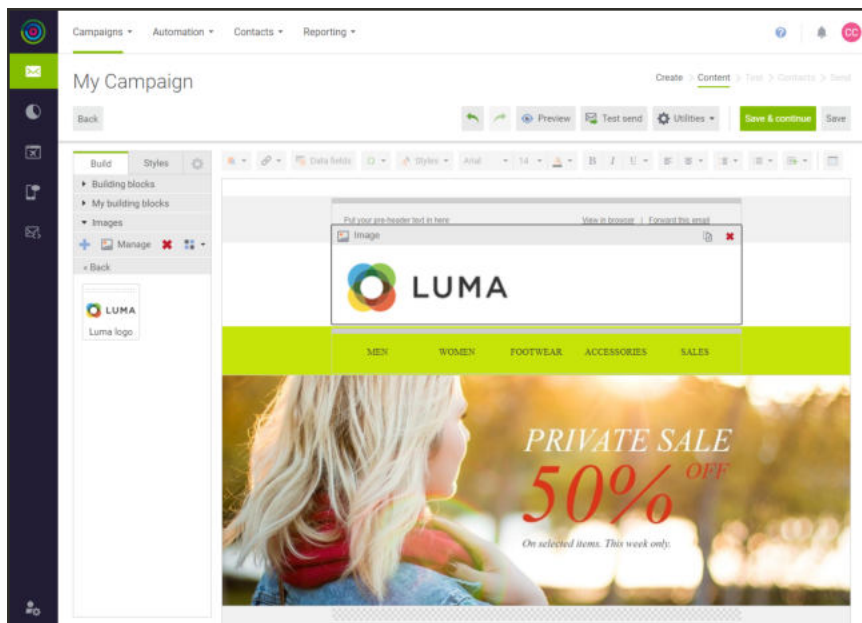 Campaigns Automation Contacts Reporting CC
My Campaign
Create > Content > Test > Contacts > Send
Back Preview Test send Utilities Save & continue Save
Build Styles
Data fields Styles Arial 14 A B I U
Building blocks
My building blocks
Images
Manage
« Back
LUMA
Luma logo
Put your pre-header text in here View in browser | Forward this email
Image
LUMA
MEN WOMEN FOOTWEAR ACCESSORIES SALES
PRIVATE SALE
50% OFF
On selected items. This week only.